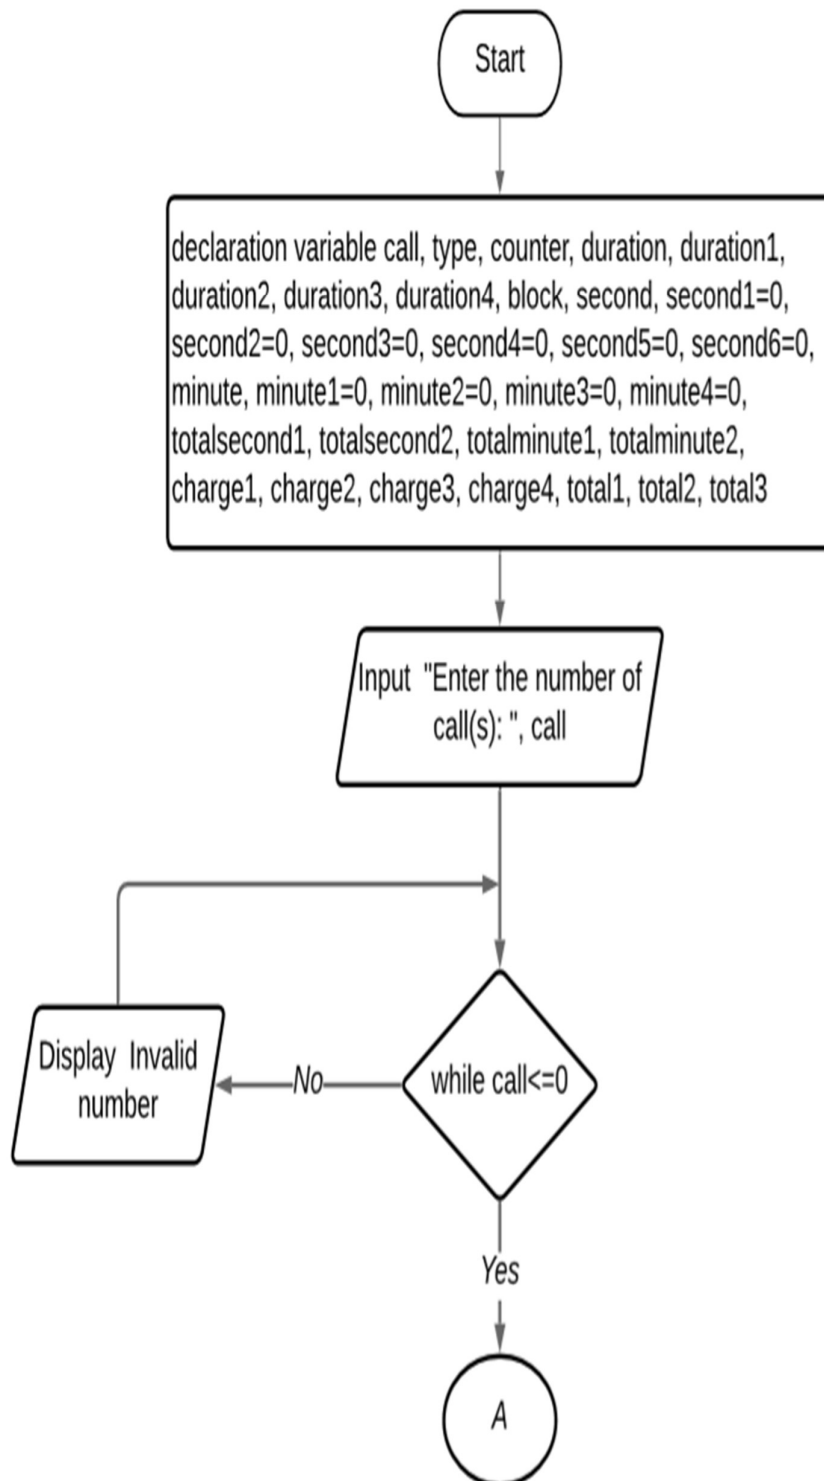 Start
declaration variable call, type, counter, duration, duration1,
duration2, duration3, duration4, block, second, second1=0,
second2=0, second3=0, second4=0, second5=0, second6=0,
minute, minute1=0, minute2=0, minute3=0, minute4=0,
totalsecond1, totalsecond2, totalminute1, totalminute2,
charge1, charge2, charge3, charge4, total1, total2, total3
Input "Enter the number of
call(s): ", call
Display Invalid
number
No
while call<=0
Yes
A